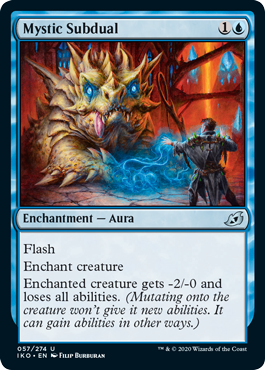 Mystic Subdual 1
Enchantment — Aura
Flash
Enchant creature
Enchanted creature gets -2/-0 and
loses all abilities. (Mutating onto the
creature won't give it new abilities. It
can gain abilities in other ways.)
057/274 U
IKO • EN Filip Burburan
™ & © 2020 Wizards of the Coast